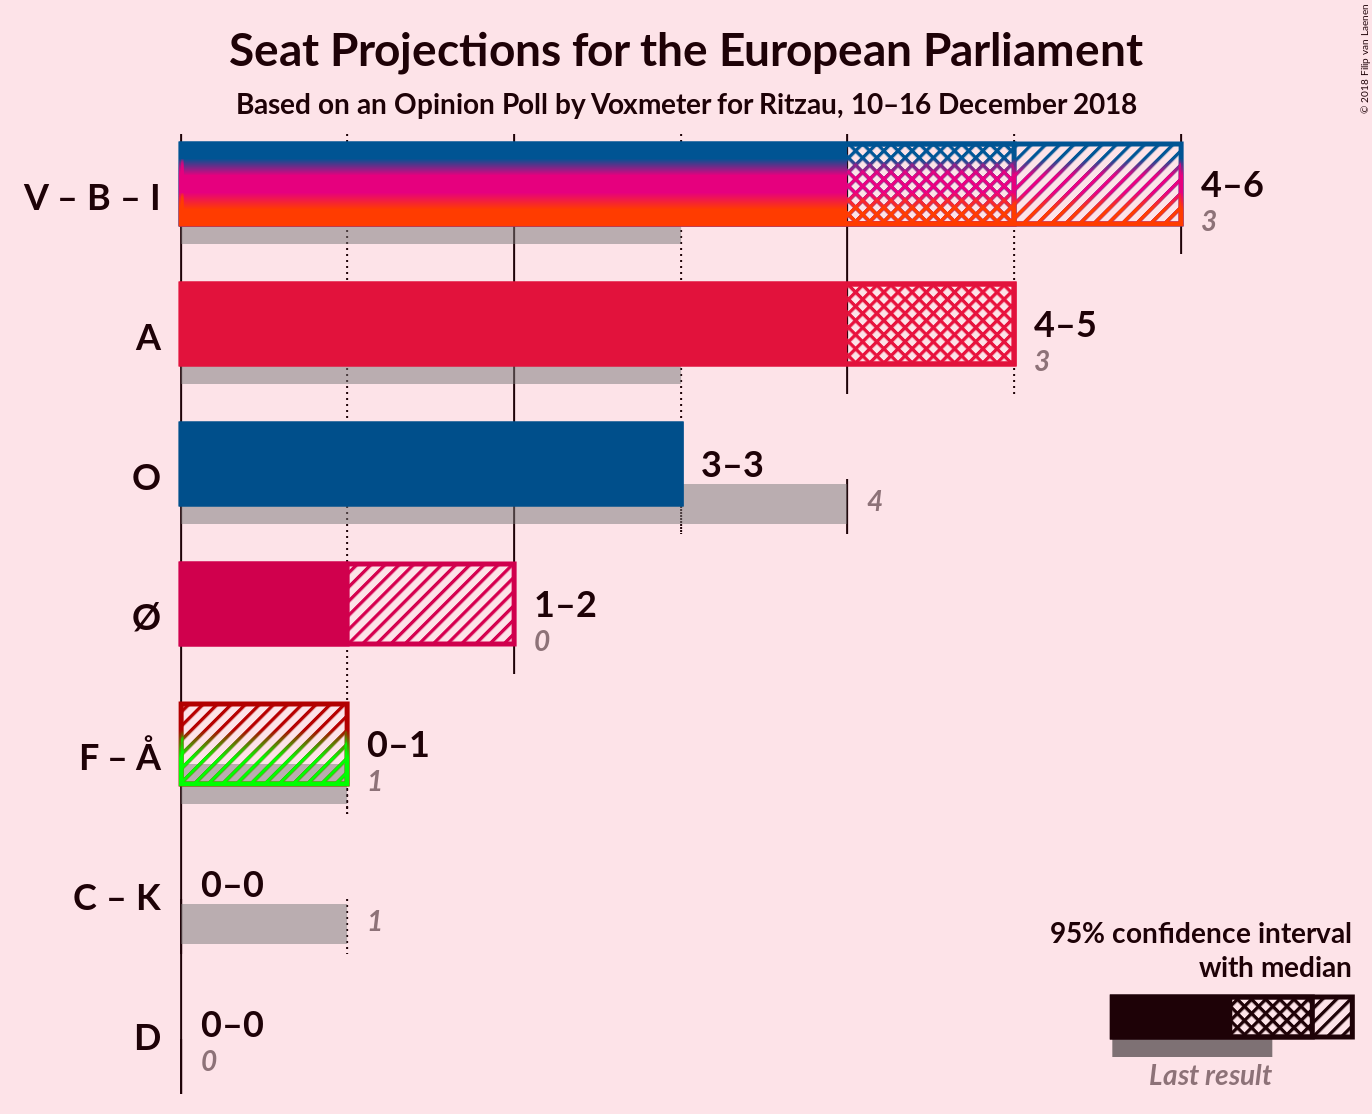 Seat Projections for the European Parliament
Based on an Opinion Poll by Voxmeter for Ritzau, 10–16 December 2018
© 2018 Filip van Laenen
V – B – I
4–6
3
A
4–5
3
O
3–3
4
Ø
1–2
0
F – Å
0–1
1
C – K
0–0
1
D
0–0
0
95% confidence interval
with median
Last result